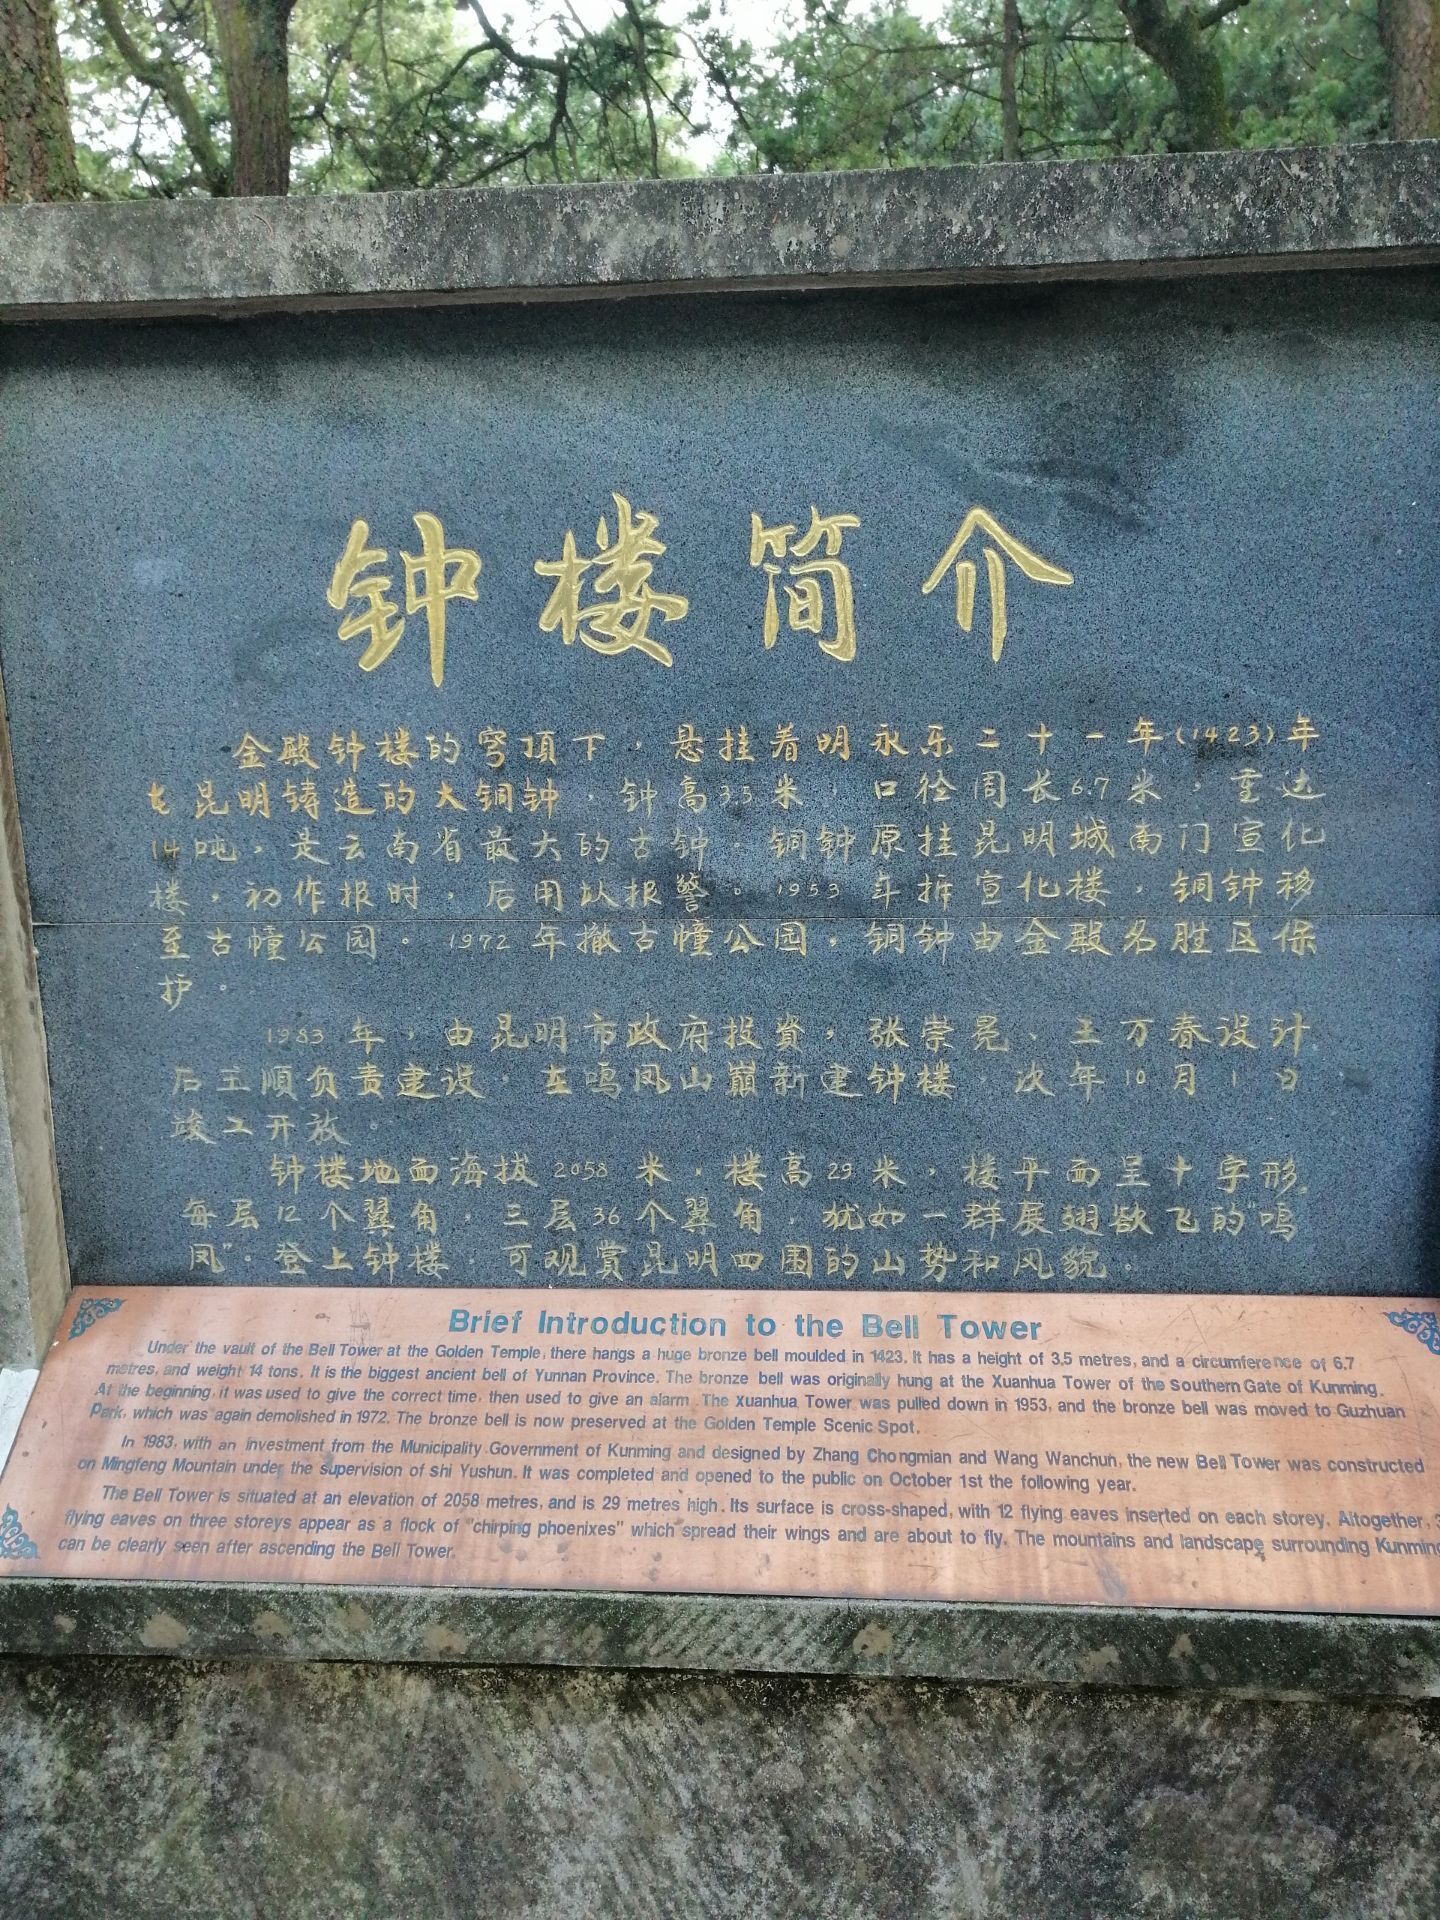 钟楼简介
金殿钟楼的穹顶下，悬挂着明永乐二十一年(1423)年
在昆明铸造的大铜钟，钟高3.5米，口径周长6.7米，重达
14吨，是云南省最大的古钟。铜钟原挂昆明城南门宣化
楼，初作报时，后用以报警。1953年拆宣化楼，铜钟移
至古幢公园。1972年撤古幢公园，铜钟由金殿名胜区保
护。
1983年，由昆明市政府投资，张崇冕、王万春设计
后玉顺负责建设，在鸣凤山巅新建钟楼，次年10月1日
竣工开放。
钟楼地面海拔2058米，楼高29米，楼平面呈十字形，
每层12个翼角，三层36个翼角，犹如一群展翅欲飞的“鸣
凤”。登上钟楼，可观赏昆明四围的山势和风貌。
Brief Introduction to the Bell Tower
Under the vault of the Bell Tower at the Golden Temple, there hangs a huge bronze bell moulded in 1423. It has a height of 3.5 metres, and a circumference of 6.7
metres, and weight 14 tons. It is the biggest ancient bell of Yunnan Province. The bronze bell was originally hung at the Xuanhua Tower of the Southern Gate of Kunming.
At the beginning, it was used to give the correct time, then used to give an alarm. The Xuanhua Tower was pulled down in 1953, and the bronze bell was moved to Guzhuan
Park, which was again demolished in 1972. The bronze bell is now preserved at the Golden Temple Scenic Spot.
In 1983, with an investment from the Municipality Government of Kunming and designed by Zhang Chongmian and Wang Wanchun, the new Bell Tower was constructed
on Mingfeng Mountain under the supervision of shi Yushun. It was completed and opened to the public on October 1st the following year.
The Bell Tower is situated at an elevation of 2058 metres, and is 29 metres high. Its surface is cross-shaped, with 12 flying eaves inserted on each storey. Altogether, 3
flying eaves on three storeys appear as a flock of "chirping phoenixes" which spread their wings and are about to fly. The mountains and landscape surrounding Kunming
can be clearly seen after ascending the Bell Tower.